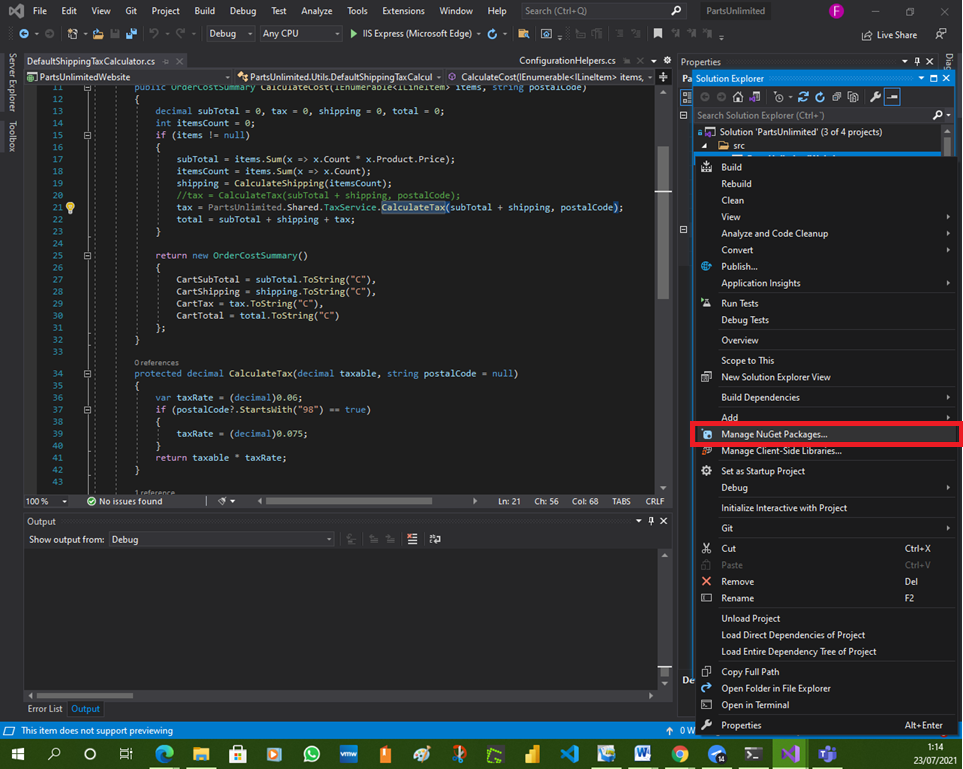 File Edit View Git Project Build Debug Test Analyze Tools Extensions Window Help Search (Ctrl+Q) PartsUnlimited F
Debug Any CPU IIS Express (Microsoft Edge) Live Share
Server Explorer
Toolbox
DefaultShippingTaxCalculator.cs ConfigurationHelpers.cs
PartsUnlimitedWebsite PartsUnlimited.Utils.DefaultShippingTaxCalcul CalculateCost(IEnumerable<ILineItem> items,
11 public OrderCostSummary CalculateCost(IEnumerable<ILineItem> items, string postalCode)
12 {
13 decimal subTotal = 0, tax = 0, shipping = 0, total = 0;
14 int itemsCount = 0;
15 if (items != null)
16 {
17 subTotal = items.Sum(x => x.Count * x.Product.Price);
18 itemsCount = items.Sum(x => x.Count);
19 shipping = CalculateShipping(itemsCount);
20 //tax = CalculateTax(subTotal + shipping, postalCode);
21 tax = PartsUnlimited.Shared.TaxService.CalculateTax(subTotal + shipping, postalCode);
22 total = subTotal + shipping + tax;
23 }
24
25 return new OrderCostSummary()
26 {
27 CartSubTotal = subTotal.ToString("C"),
28 CartShipping = shipping.ToString("C"),
29 CartTax = tax.ToString("C"),
30 CartTotal = total.ToString("C")
31 };
32 }
33
0 references
34 protected decimal CalculateTax(decimal taxable, string postalCode = null)
35 {
36 var taxRate = (decimal)0.06;
37 if (postalCode?.StartsWith("98") == true)
38 {
39 taxRate = (decimal)0.075;
40 }
41 return taxable * taxRate;
42 }
43
1 reference
100 % No issues found Ln: 21 Ch: 56 Col: 68 TABS CRLF
Output
Show output from: Debug
Error List Output
This item does not support previewing
Properties
Pa
Solution Explorer
Search Solution Explorer (Ctrl+`)
Solution 'PartsUnlimited' (3 of 4 projects)
src
Build
Rebuild
Clean
View
Analyze and Code Cleanup
Convert
Publish...
Application Insights
Run Tests
Debug Tests
Overview
Scope to This
New Solution Explorer View
Build Dependencies
Add
Manage NuGet Packages...
Manage Client-Side Libraries...
Set as Startup Project
Debug
Initialize Interactive with Project
Git
Cut Ctrl+X
Paste Ctrl+V
Remove Del
Rename F2
Unload Project
Load Direct Dependencies of Project
Load Entire Dependency Tree of Project
Copy Full Path
Open Folder in File Explorer
Open in Terminal
Properties Alt+Enter
De
0 W
vmw
14
1:14
23/07/2021